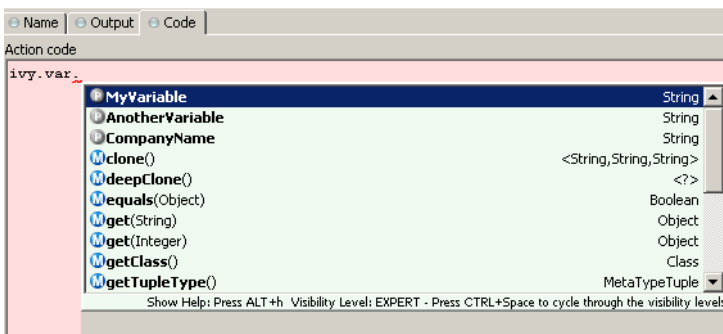 Name Output Code
Action code
ivy.var.
MyVariable String
AnotherVariable String
CompanyName String
clone() <String,String,String>
deepClone() <?>
equals(Object) Boolean
get(String) Object
get(Integer) Object
getClass() Class
getTupleType() MetaTypeTuple
Show Help: Press ALT+h Visibility Level: EXPERT - Press CTRL+Space to cycle through the visibility levels